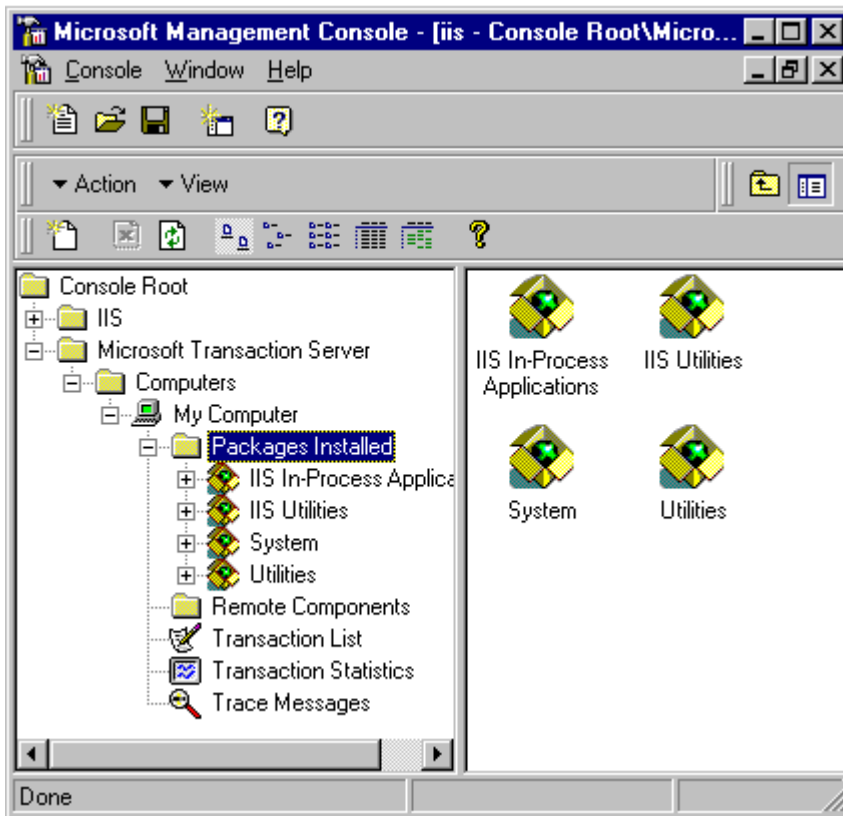 Microsoft Management Console - [iis - Console Root\Micro...
Console Window Help
Action View
Console Root
IIS
Microsoft Transaction Server
Computers
My Computer
Packages Installed
IIS In-Process Applica
IIS Utilities
System
Utilities
Remote Components
Transaction List
Transaction Statistics
Trace Messages
IIS In-Process
Applications
IIS Utilities
System
Utilities
Done